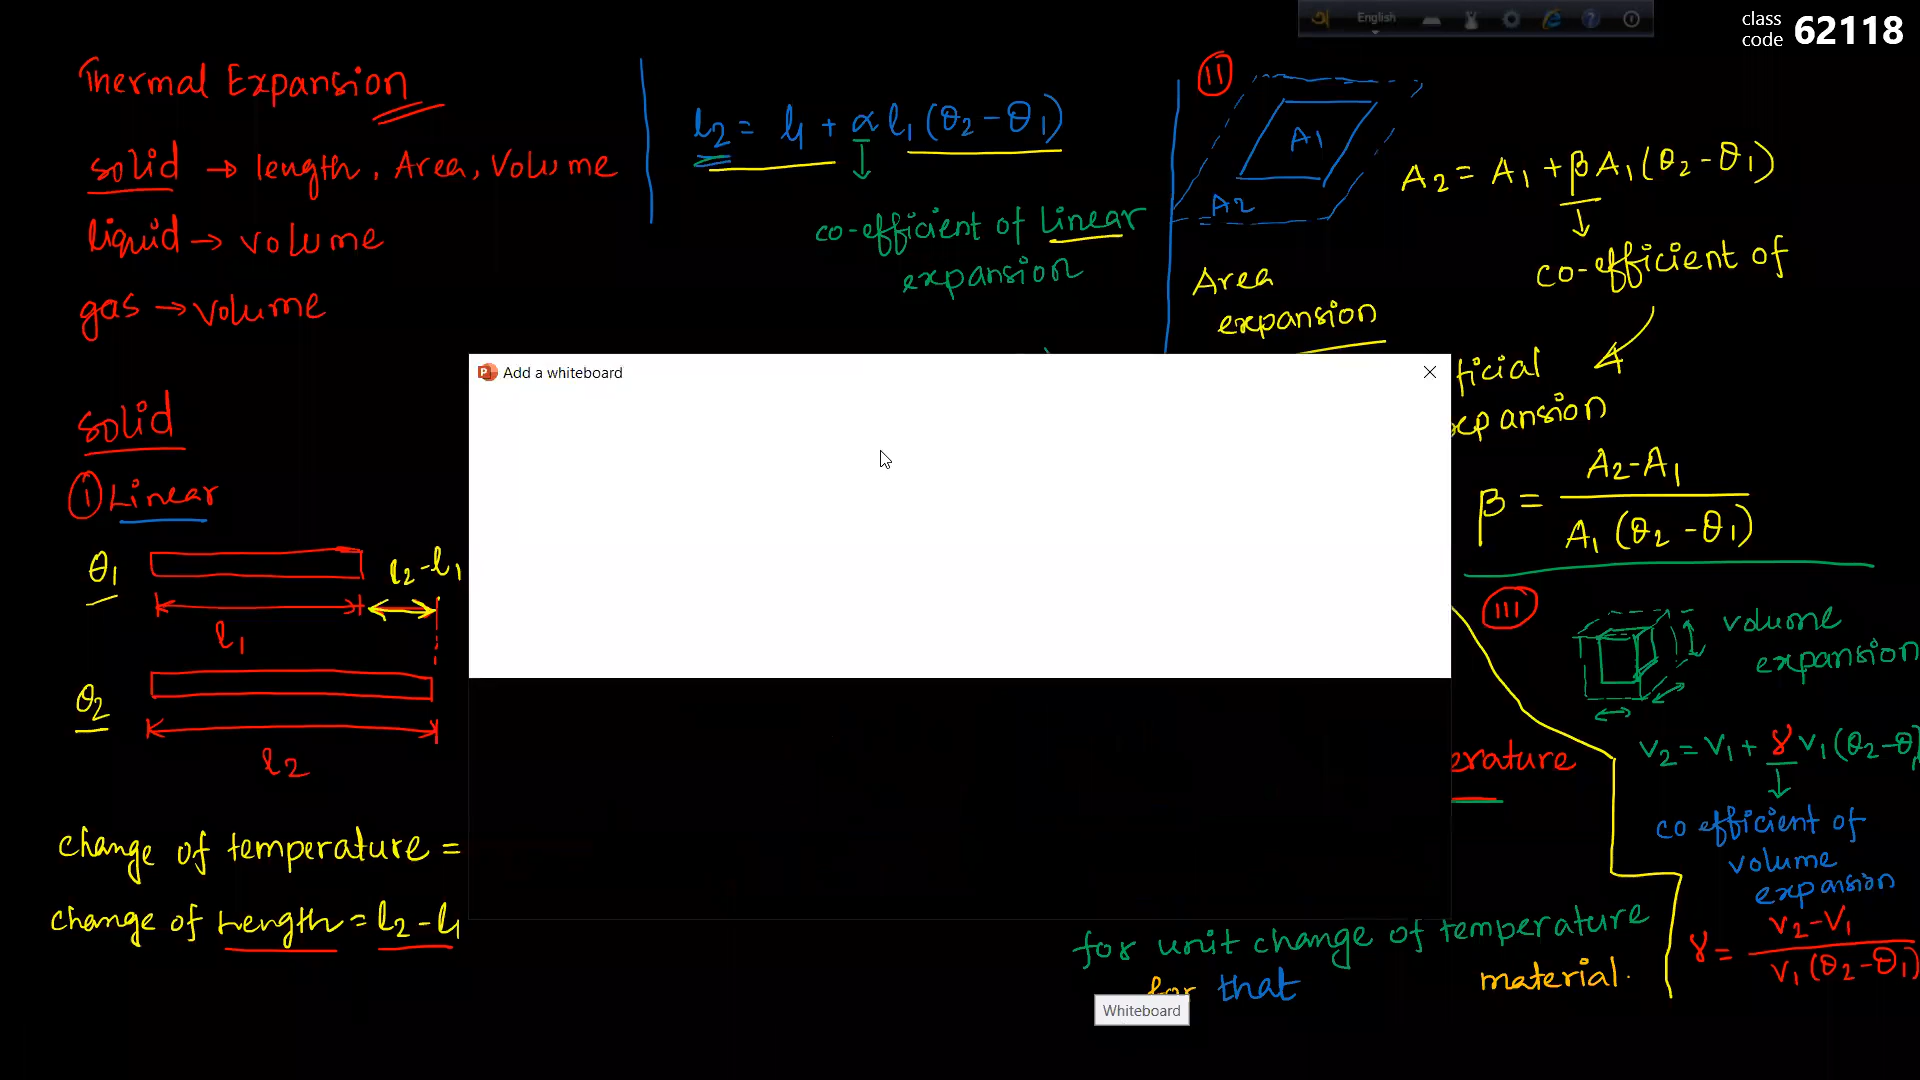 English
class
code 62118
Thermal Expansion
solid → length, Area, Volume
liquid → volume
gas → volume
solid
① Linear
θ1
l2-l1
l1
θ2
l2
change of temperature =
change of Length = l2 - l1
l2 = l1 + α l1 (θ2 - θ1)
co-efficient of linear
expansion
II
A1
A2
Area
expansion
A2 = A1 + β A1 (θ2 - θ1)
co-efficient of
ficial
xpansion
β = A2-A1 / A1 (θ2 - θ1)
Add a whiteboard
III
volume
expansion
V2 = V1 + γ V1 (θ2-θ1
co efficient of
volume
expansion
γ = V2-V1 / V1 (θ2-θ1)
erature
for unit change of temperature
for that material.
Whiteboard